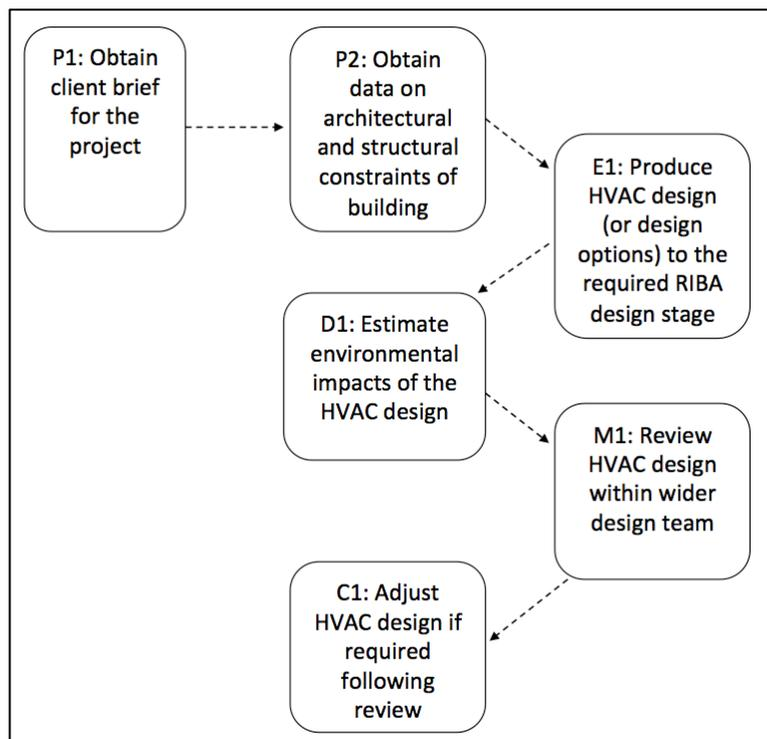 P1: Obtain
client brief
for the
project
P2: Obtain
data on
architectural
and structural
constraints of
building
E1: Produce
HVAC design
(or design
options) to the
required RIBA
design stage
D1: Estimate
environmental
impacts of the
HVAC design
M1: Review
HVAC design
within wider
design team
C1: Adjust
HVAC design if
required
following
review